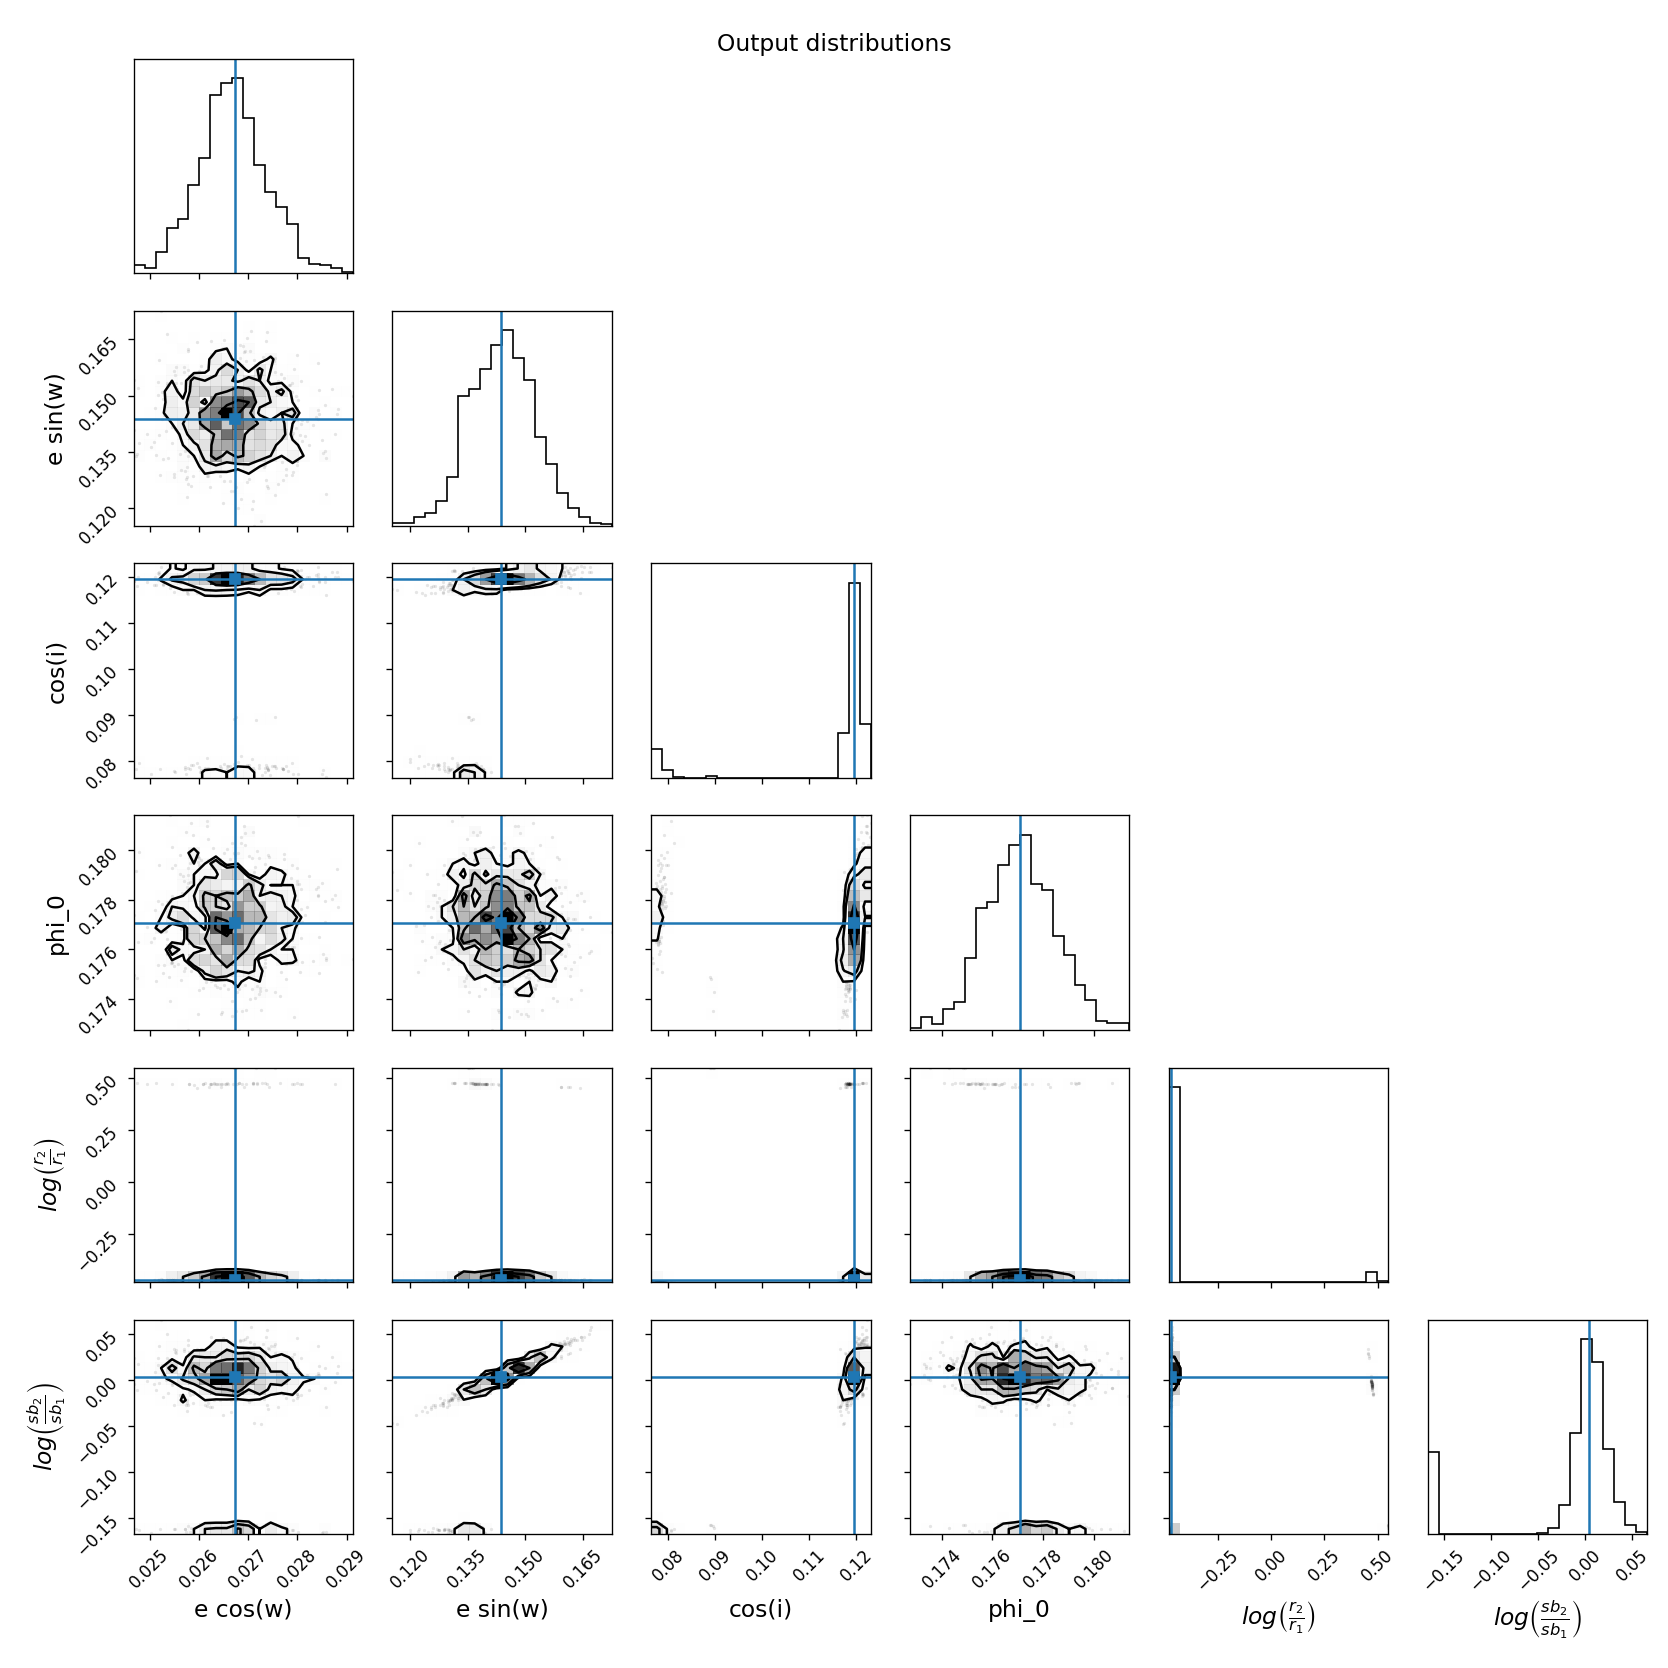 Output distributions
0.165
0.150
0.135
0.120
e sin(w)
0.12
0.11
0.10
0.09
0.08
cos(i)
0.180
0.178
0.176
0.174
phi_0
0.50
0.25
0.00
−0.25
log(r2/r1)
0.05
0.00
−0.05
−0.10
−0.15
log(sb2/sb1)
0.025 0.026 0.027 0.028 0.029 0.120 0.135 0.150 0.165 0.08 0.09 0.10 0.11 0.12 0.174 0.176 0.178 0.180 −0.25 0.00 0.25 0.50 −0.15 −0.10 −0.05 0.00 0.05
e cos(w) e sin(w) cos(i) phi_0 log(r2/r1) log(sb2/sb1)